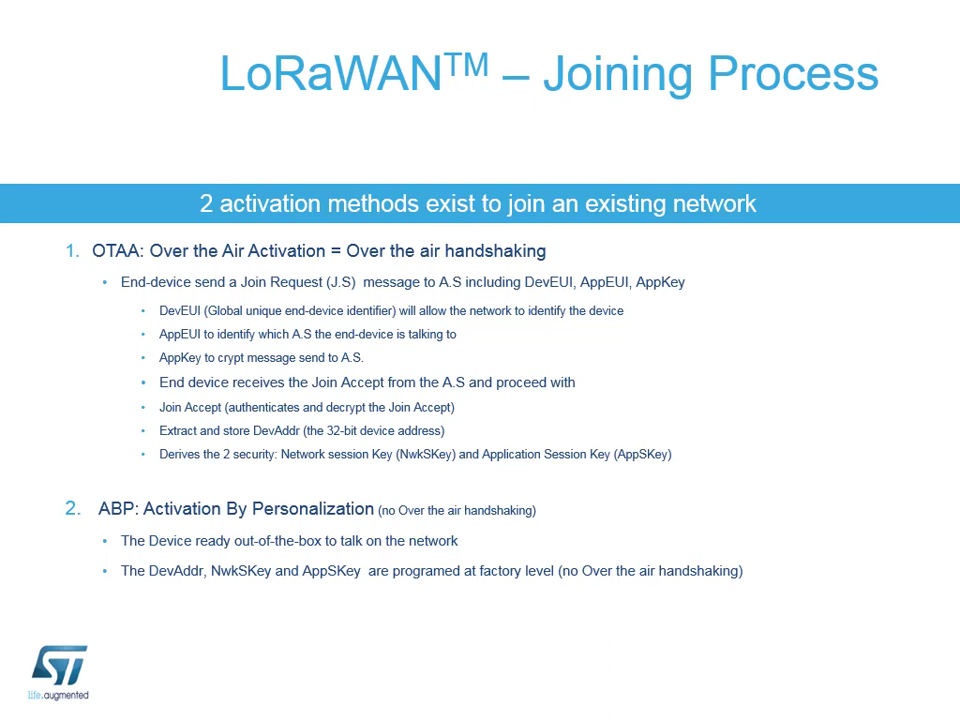 LoRaWAN™ – Joining Process
2 activation methods exist to join an existing network
1. OTAA: Over the Air Activation = Over the air handshaking
• End-device send a Join Request (J.S) message to A.S including DevEUI, AppEUI, AppKey
• DevEUI (Global unique end-device identifier) will allow the network to identify the device
• AppEUI to identify which A.S the end-device is talking to
• AppKey to crypt message send to A.S.
• End device receives the Join Accept from the A.S and proceed with
• Join Accept (authenticates and decrypt the Join Accept)
• Extract and store DevAddr (the 32-bit device address)
• Derives the 2 security: Network session Key (NwkSKey) and Application Session Key (AppSKey)
2. ABP: Activation By Personalization (no Over the air handshaking)
• The Device ready out-of-the-box to talk on the network
• The DevAddr, NwkSKey and AppSKey are programed at factory level (no Over the air handshaking)
ST
life.augmented